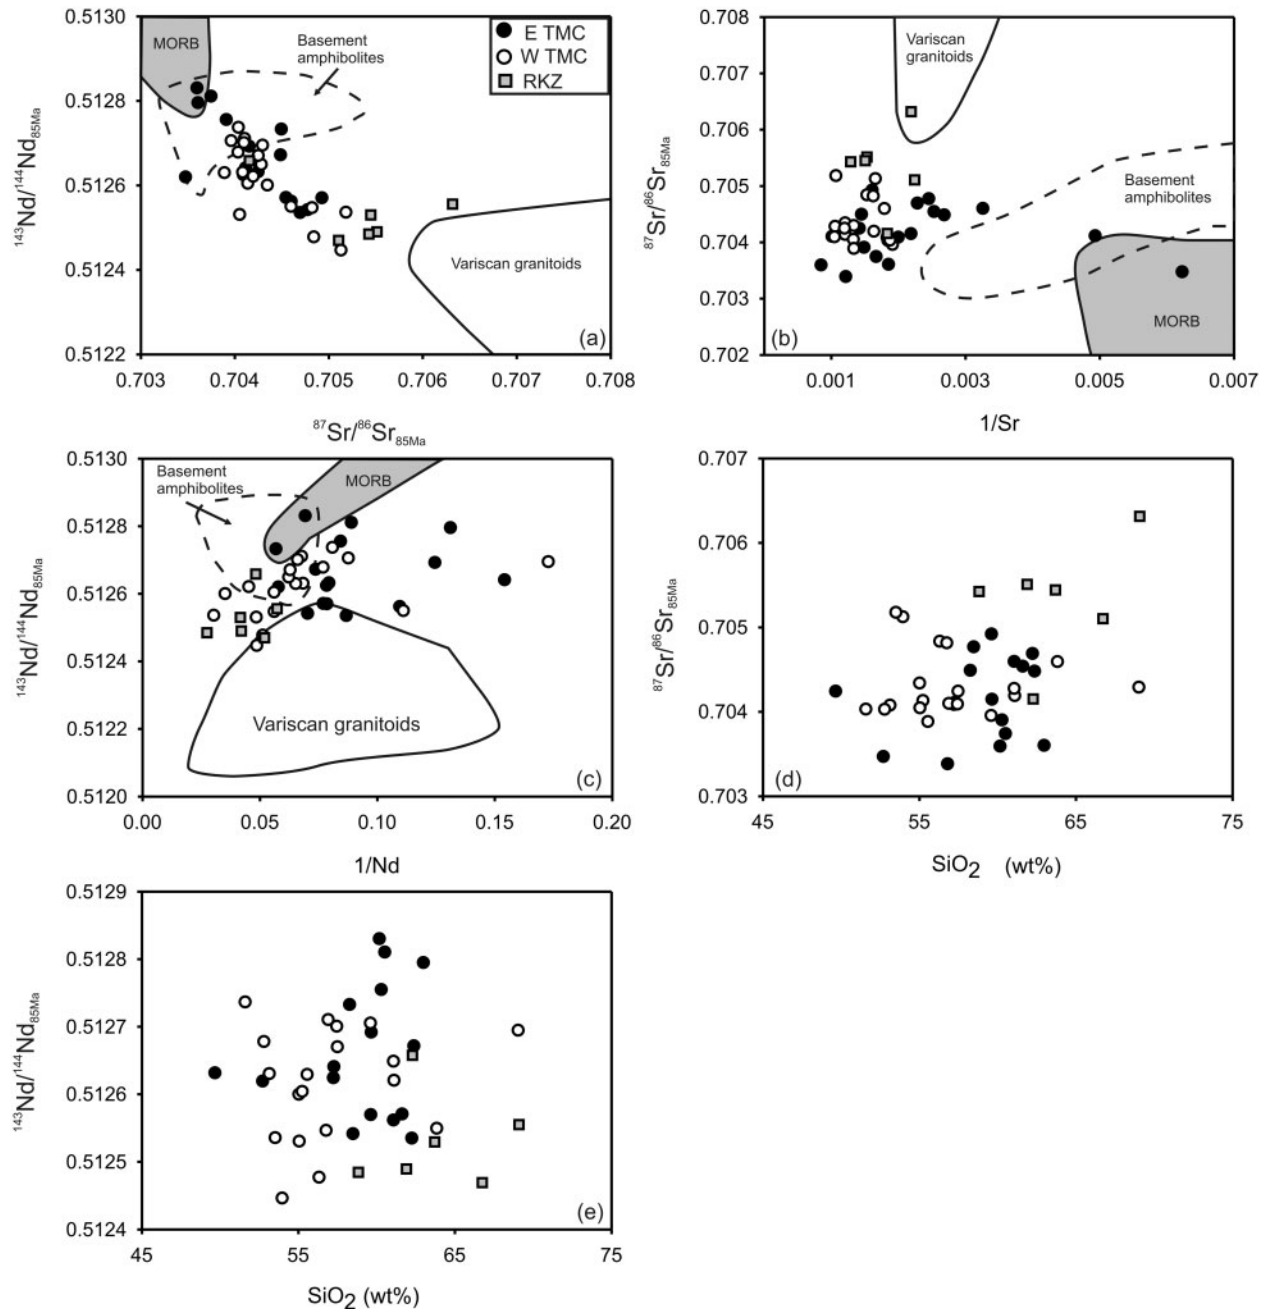 0.5130
0.5128
0.5126
0.5124
0.5122
143Nd/144Nd85Ma
MORB
Basement
amphibolites
E TMC
W TMC
RKZ
Variscan granitoids
(a)
0.703 0.704 0.705 0.706 0.707 0.708
87Sr/86Sr85Ma
0.708
0.707
0.706
0.705
0.704
0.703
0.702
87Sr/86Sr85Ma
Variscan
granitoids
Basement
amphibolites
MORB
(b)
0.001 0.003 0.005 0.007
1/Sr
0.5130
0.5128
0.5126
0.5124
0.5122
0.5120
143Nd/144Nd85Ma
Basement
amphibolites
MORB
Variscan granitoids
(c)
0.00 0.05 0.10 0.15 0.20
1/Nd
0.707
0.706
0.705
0.704
0.703
87Sr/86Sr85Ma
(d)
45 55 65 75
SiO2 (wt%)
0.5129
0.5128
0.5127
0.5126
0.5125
0.5124
143Nd/144Nd85Ma
(e)
45 55 65 75
SiO2 (wt%)